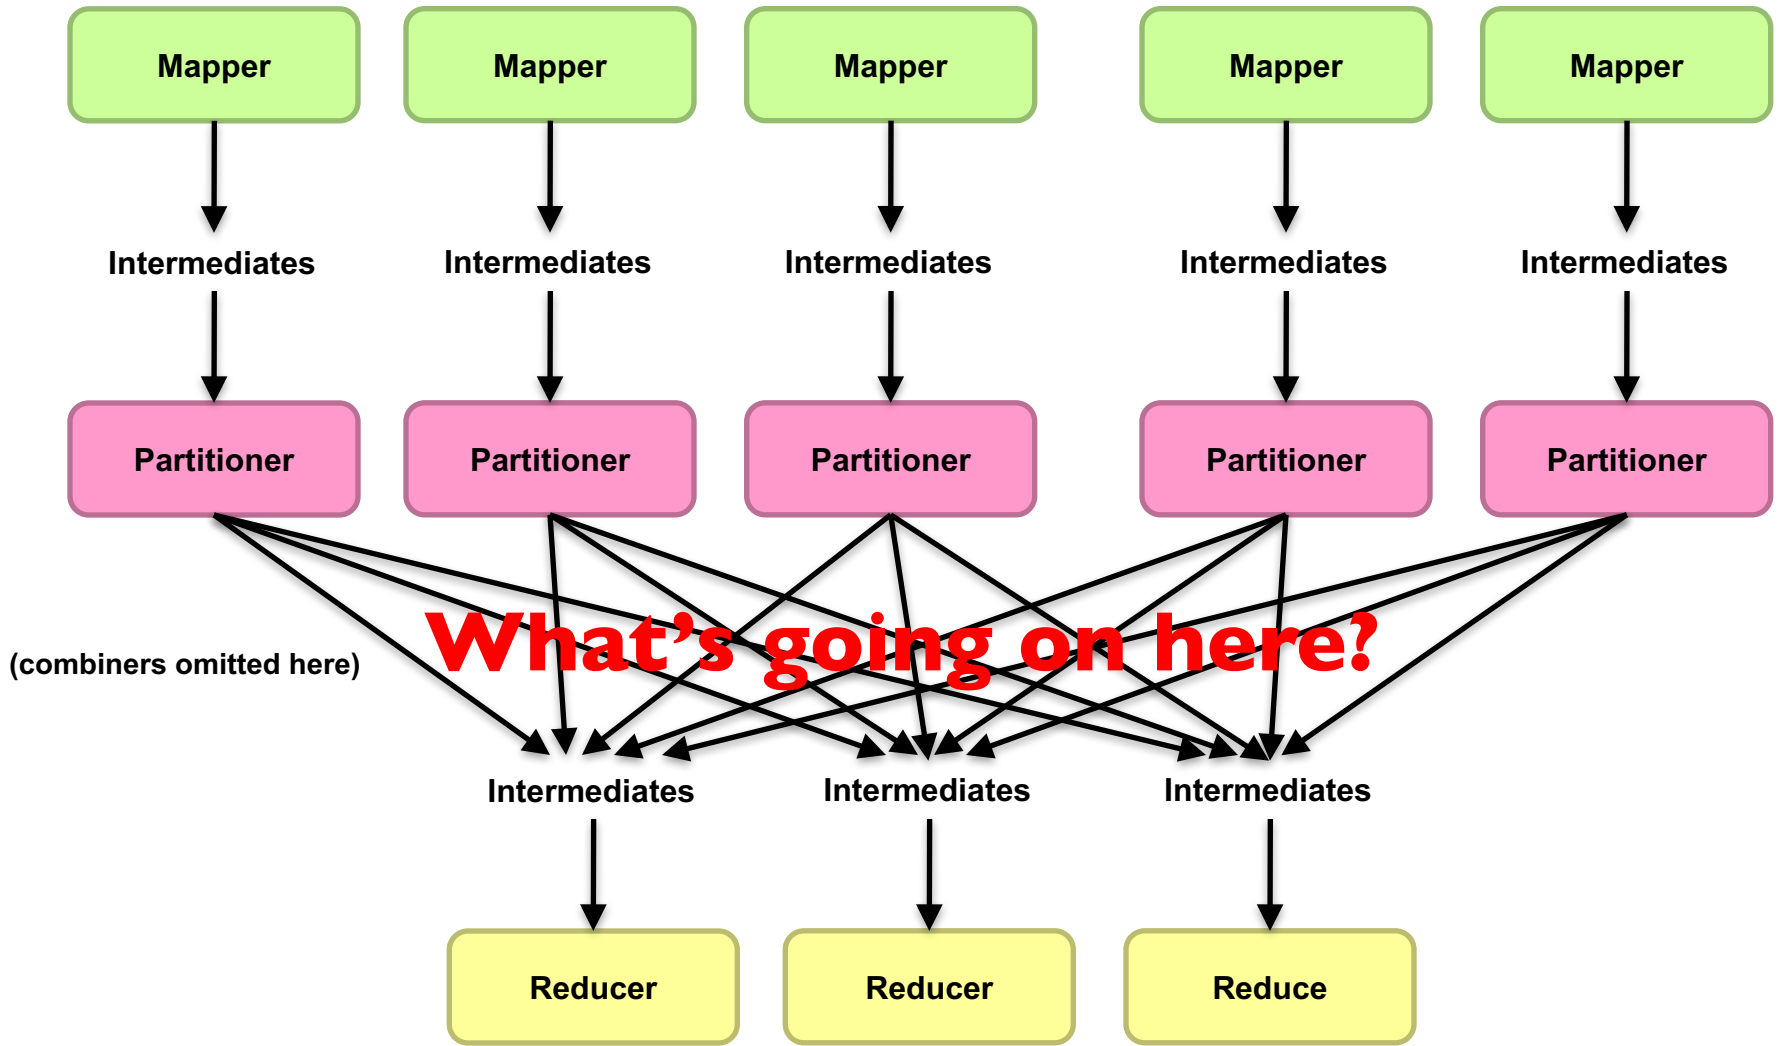 Mapper
Mapper
Mapper
Mapper
Mapper
Intermediates
Intermediates
Intermediates
Intermediates
Intermediates
Partitioner
Partitioner
Partitioner
Partitioner
Partitioner
What’s going on here?
(combiners omitted here)
Intermediates
Intermediates
Intermediates
Reducer
Reducer
Reduce